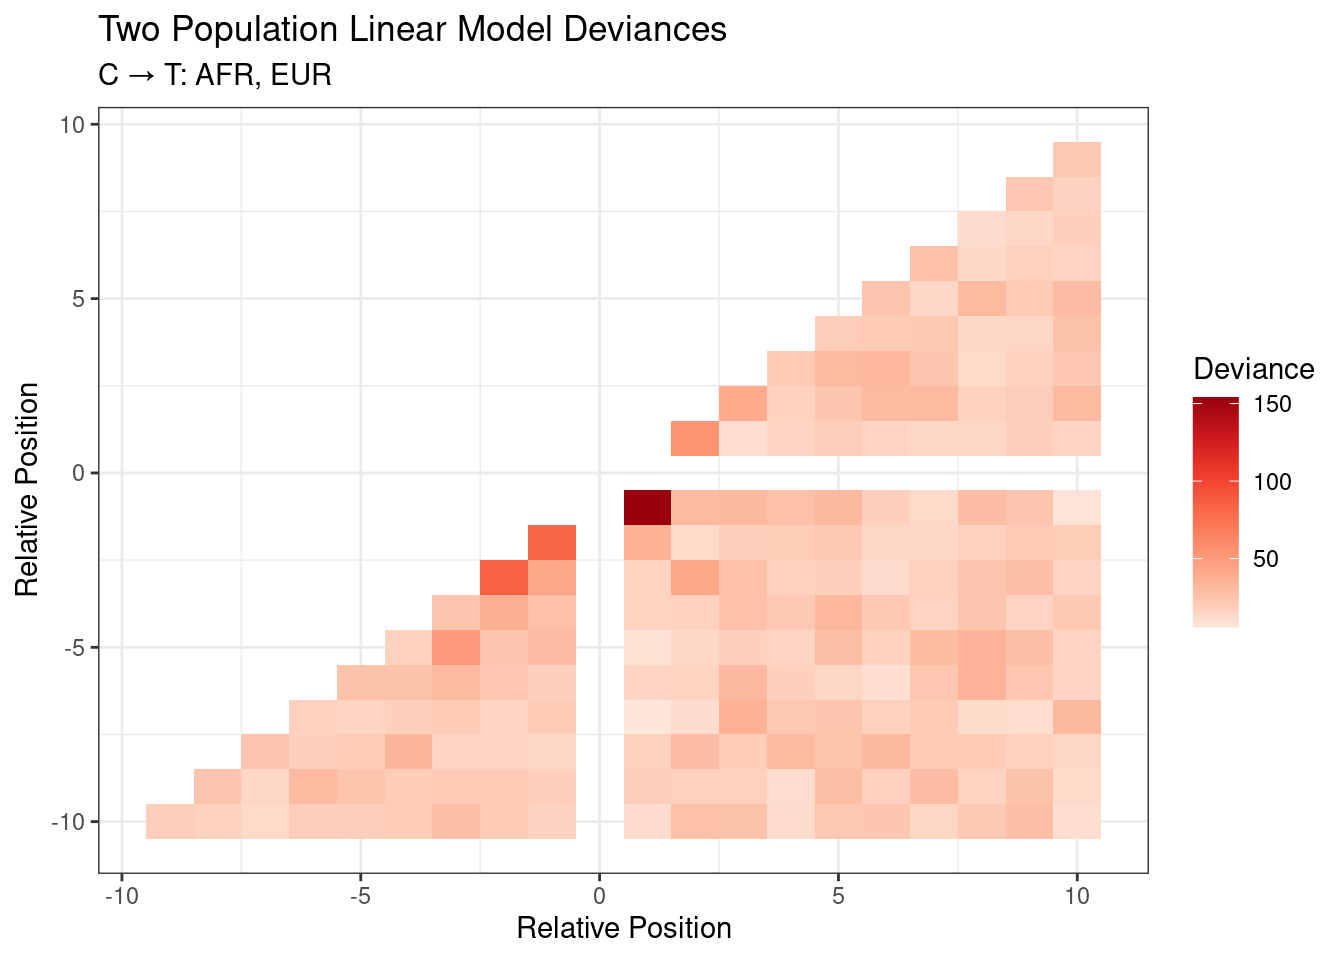 Two Population Linear Model Deviances
C → T: AFR, EUR
10
5
0
-5
-10
Relative Position
-10 -5 0 5 10
Relative Position
Deviance
150
100
50